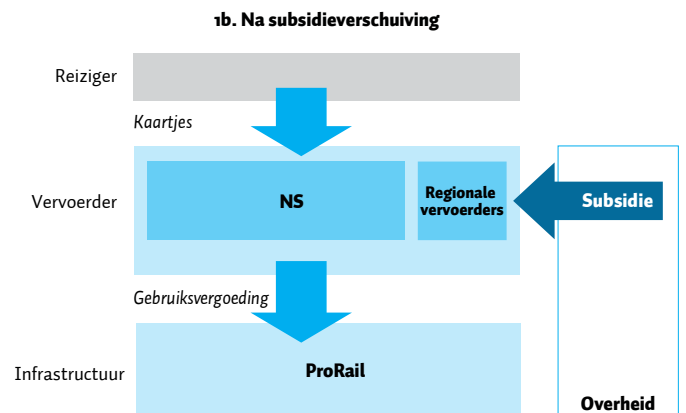 1b. Na subsidieverschuiving
Reiziger
Kaartjes
Vervoerder
NS
Regionale
vervoerders
Subsidie
Gebruiksvergoeding
Infrastructuur
ProRail
Overheid